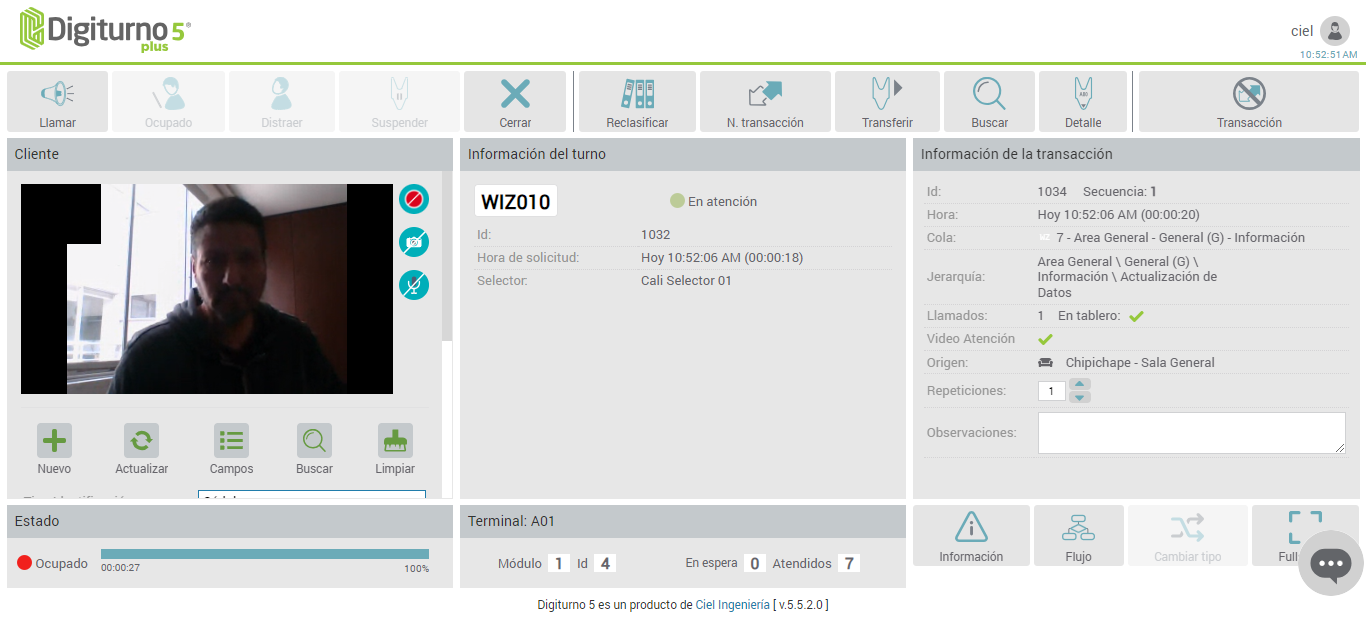 Digiturno 5®
plus
ciel
10:52:51AM
Llamar
Ocupado
Distraer
Suspender
Cerrar
Reclasificar
N. transacción
Transferir
Buscar
Detalle
Transacción
Cliente
Nuevo
Actualizar
Campos
Buscar
Limpiar
Información del turno
WIZ010
En atención
Id: 1032
Hora de solicitud: Hoy 10:52:06 AM (00:00:18)
Selector: Cali Selector 01
Información de la transacción
Id: 1034 Secuencia: 1
Hora: Hoy 10:52:06 AM (00:00:20)
Cola: 7 - Area General - General (G) - Información
Jerarquía: Area General \ General (G) \
Información \ Actualización de
Datos
Llamados: 1 En tablero:
Video Atención
Origen: Chipichape - Sala General
Repeticiones: 1
Observaciones:
Estado
Ocupado
00:00:27
100%
Terminal: A01
Módulo 1 Id 4 En espera 0 Atendidos 7
Información
Flujo
Cambiar tipo
Full
Digiturno 5 es un producto de Ciel Ingeniería [ v.5.5.2.0 ]